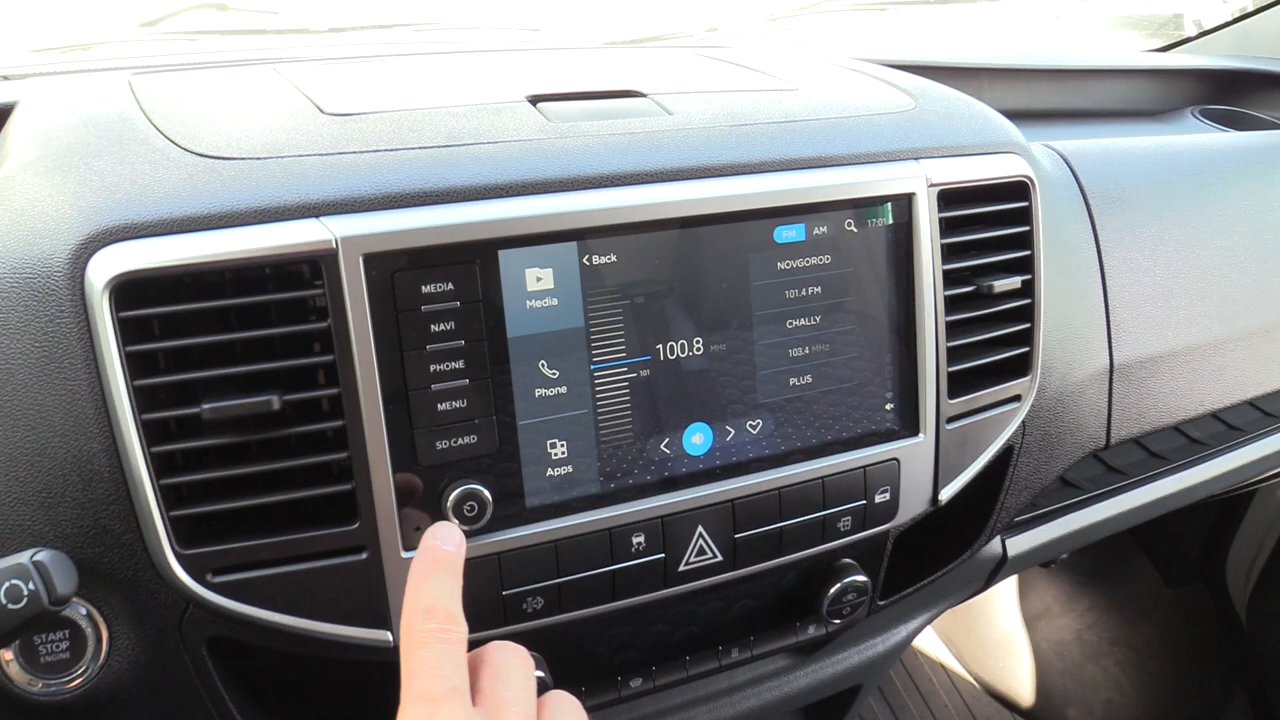 MEDIA
NAVI
PHONE
MENU
SD CARD
Media
Phone
Apps
Back
FM
AM
17:01
100.8 MHz
101
NOVGOROD
101.4 FM
CHALLY
103.4 MHz
PLUS
START
STOP
ENGINE